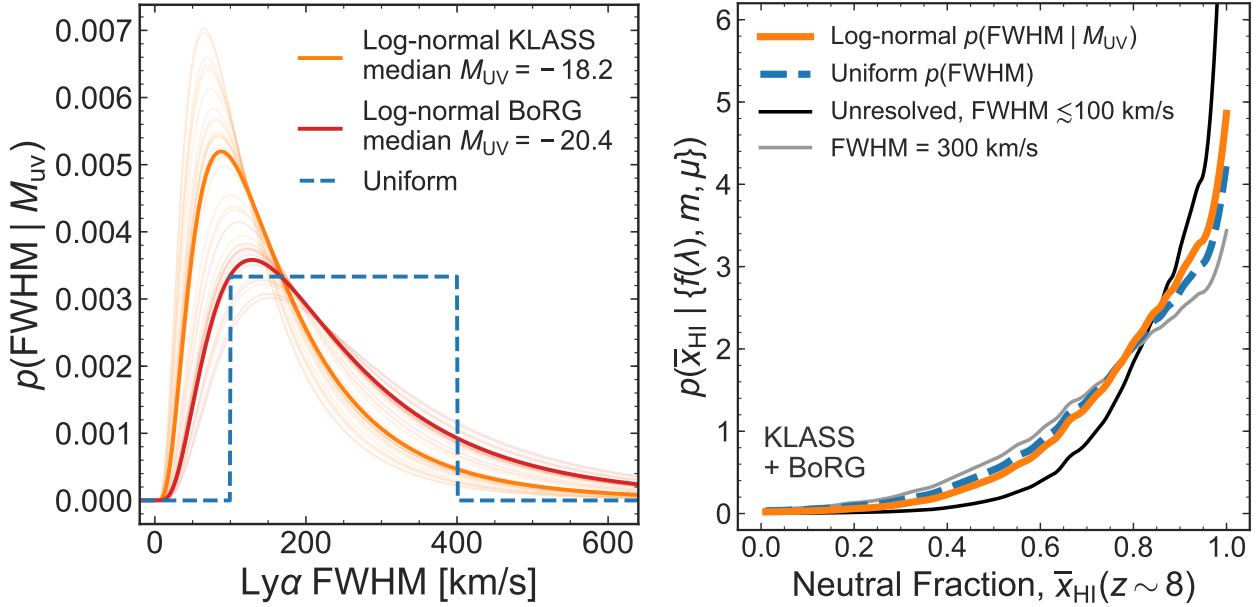 0.007
0.006
0.005
0.004
0.003
0.002
0.001
0.000
p(FWHM | M_uv)
Log-normal KLASS
median M_UV = −18.2
Log-normal BoRG
median M_UV = −20.4
Uniform
0
200
400
600
Lyα FWHM [km/s]
6
5
4
3
2
1
0
p(x̅_HI | {f(λ), m, μ})
Log-normal p(FWHM | M_UV)
Uniform p(FWHM)
Unresolved, FWHM ≲100 km/s
FWHM = 300 km/s
KLASS
+ BoRG
0.0
0.2
0.4
0.6
0.8
1.0
Neutral Fraction, x̅_HI(z ∼ 8)